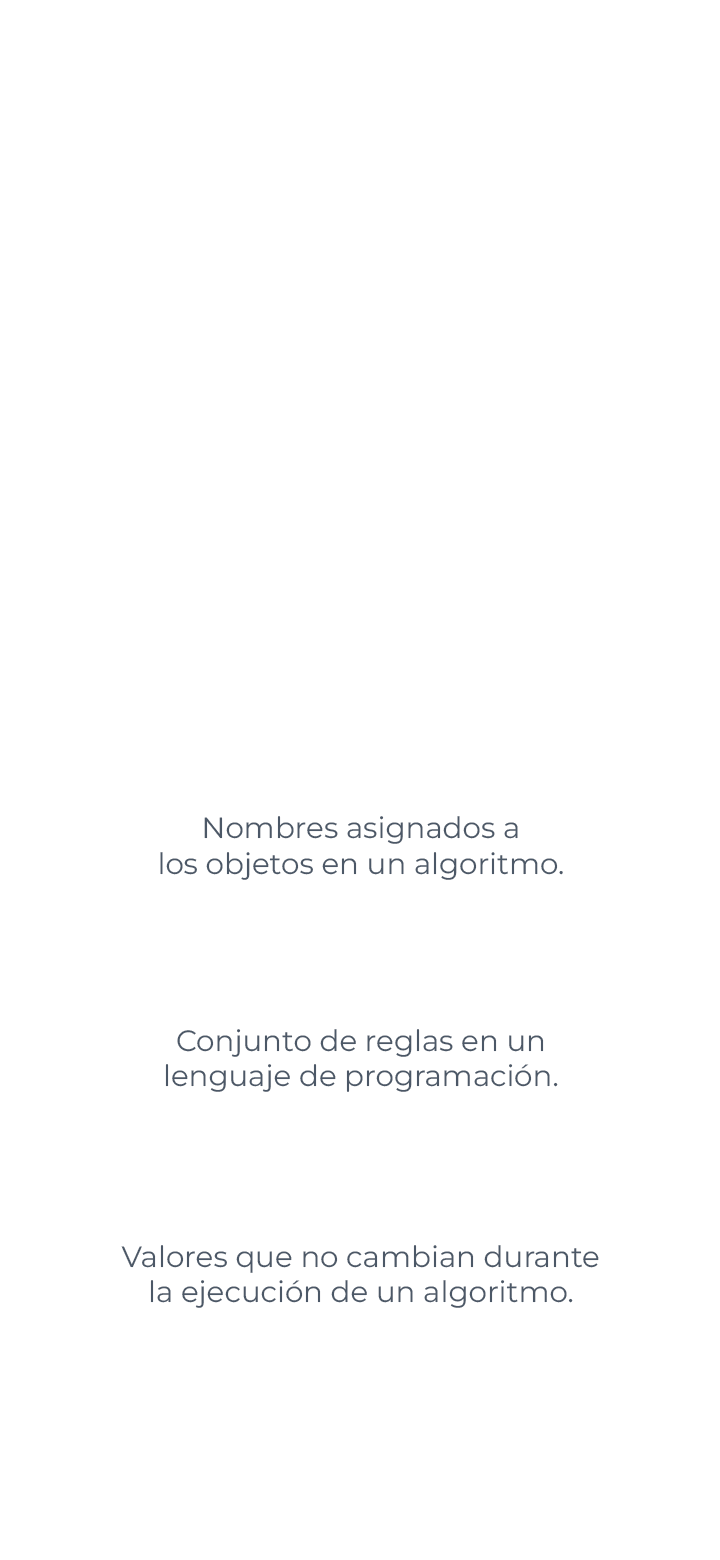 Nombres asignados a
los objetos en un algoritmo.
Conjunto de reglas en un
lenguaje de programación.
Valores que no cambian durante
la ejecución de un algoritmo.